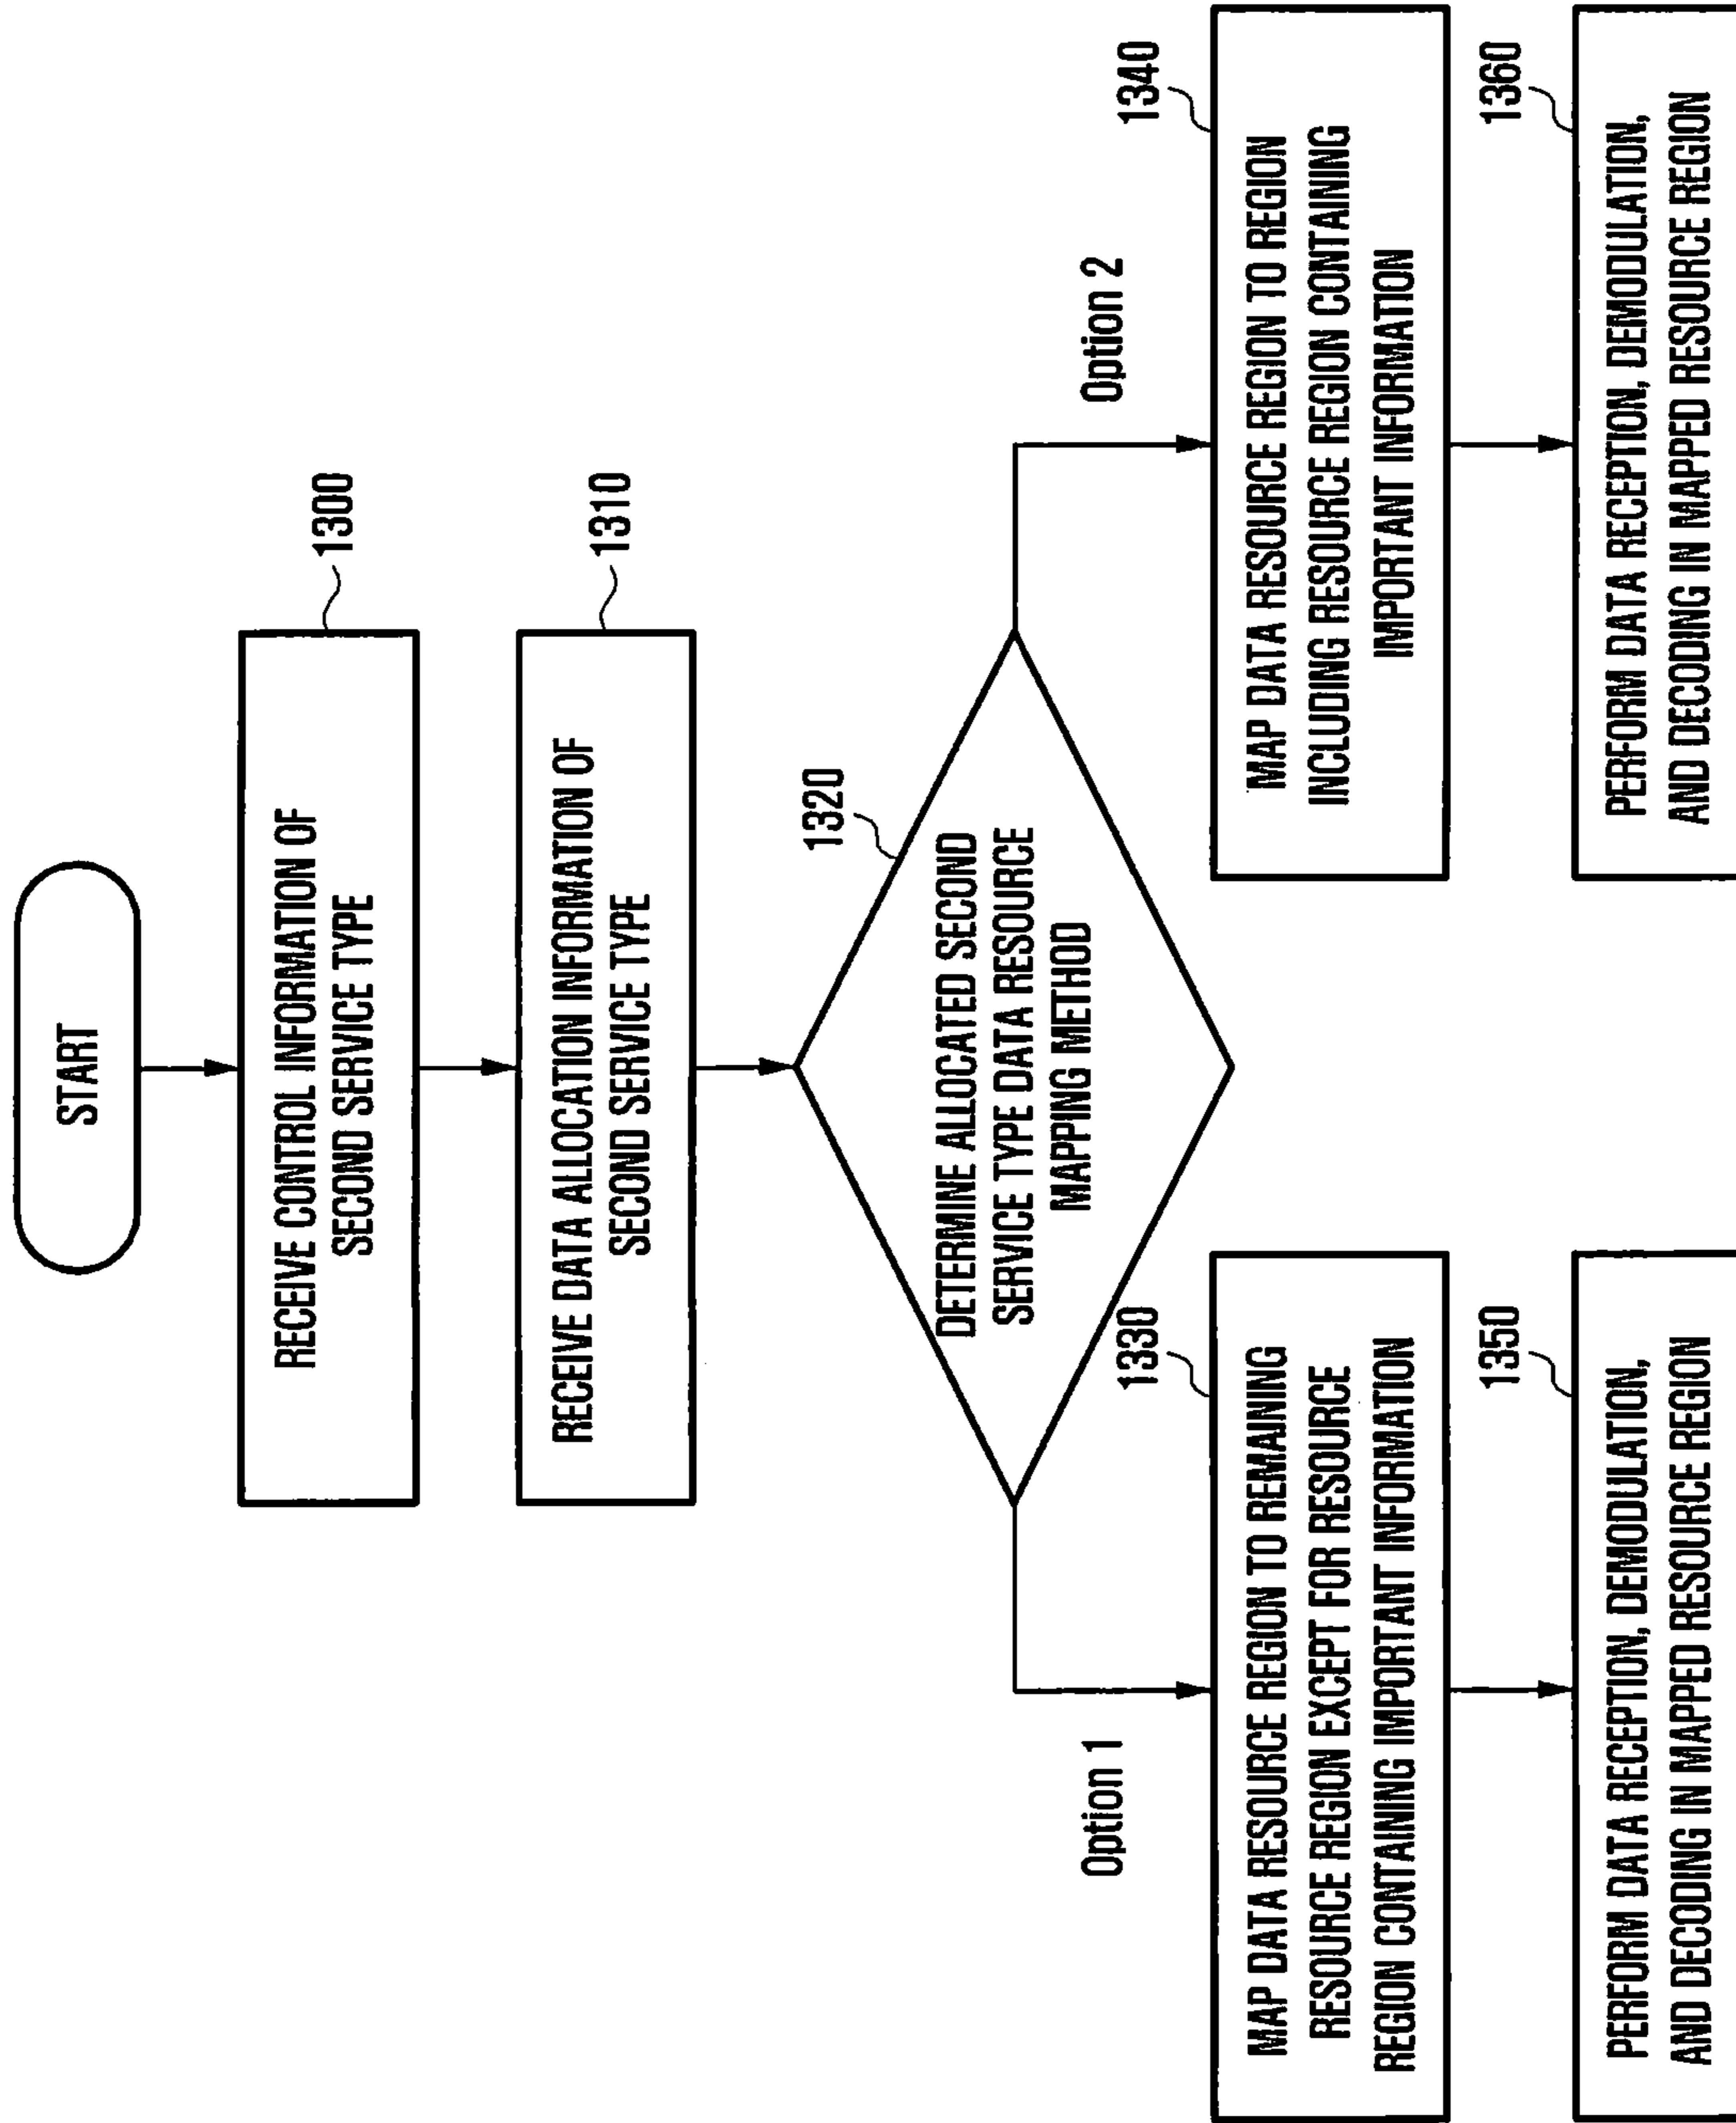 START
1300
RECEIVE CONTROL INFORMATION OF
SECOND SERVICE TYPE
1310
RECEIVE DATA ALLOCATION INFORMATION OF
SECOND SERVICE TYPE
1320
DETERMINE ALLOCATED SECOND
SERVICE TYPE DATA RESOURCE
MAPPING METHOD
Option 1
1330
MAP DATA RESOURCE REGION TO REMAINING
RESOURCE REGION EXCEPT FOR RESOURCE
REGION CONTAINING IMPORTANT INFORMATION
1350
PERFORM DATA RECEPTION, DEMODULATION,
AND DECODING IN MAPPED RESOURCE REGION
Option 2
1340
MAP DATA RESOURCE REGION TO REGION
INCLUDING RESOURCE REGION CONTAINING
IMPORTANT INFORMATION
1360
PERFORM DATA RECEPTION, DEMODULATION,
AND DECODING IN MAPPED RESOURCE REGION